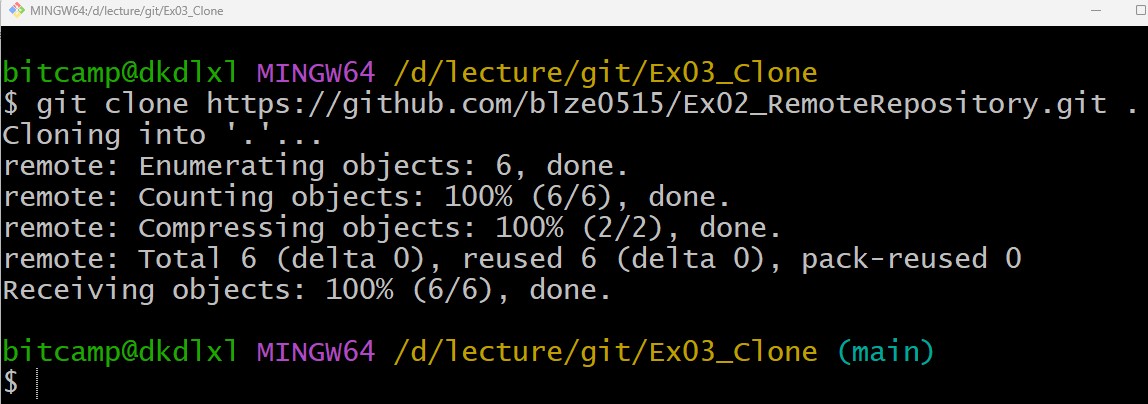 MINGW64:/d/lecture/git/Ex03_Clone
bitcamp@dkdlxl MINGW64 /d/lecture/git/Ex03_Clone
$ git clone https://github.com/blze0515/Ex02_RemoteRepository.git .
Cloning into '.'...
remote: Enumerating objects: 6, done.
remote: Counting objects: 100% (6/6), done.
remote: Compressing objects: 100% (2/2), done.
remote: Total 6 (delta 0), reused 6 (delta 0), pack-reused 0
Receiving objects: 100% (6/6), done.
bitcamp@dkdlxl MINGW64 /d/lecture/git/Ex03_Clone (main)
$